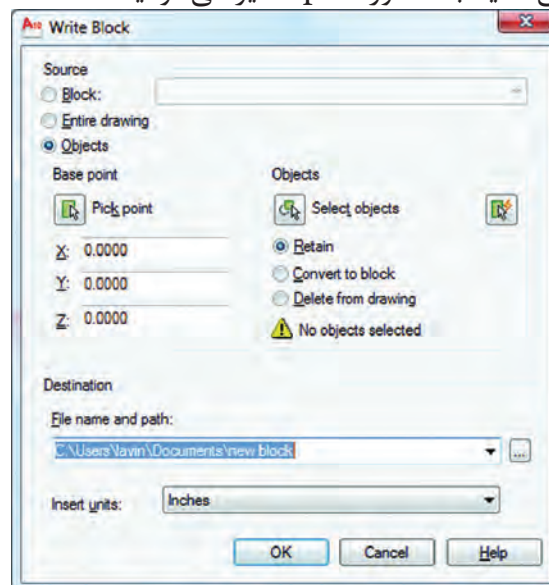 Write Block
Source
Block:
Entire drawing
Objects
Base point
Pick point
X: 0.0000
Y: 0.0000
Z: 0.0000
Objects
Select objects
Retain
Convert to block
Delete from drawing
No objects selected
Destination
File name and path:
C:\Users\lavin\Documents\new block
...
Insert units: Inches
OK Cancel Help